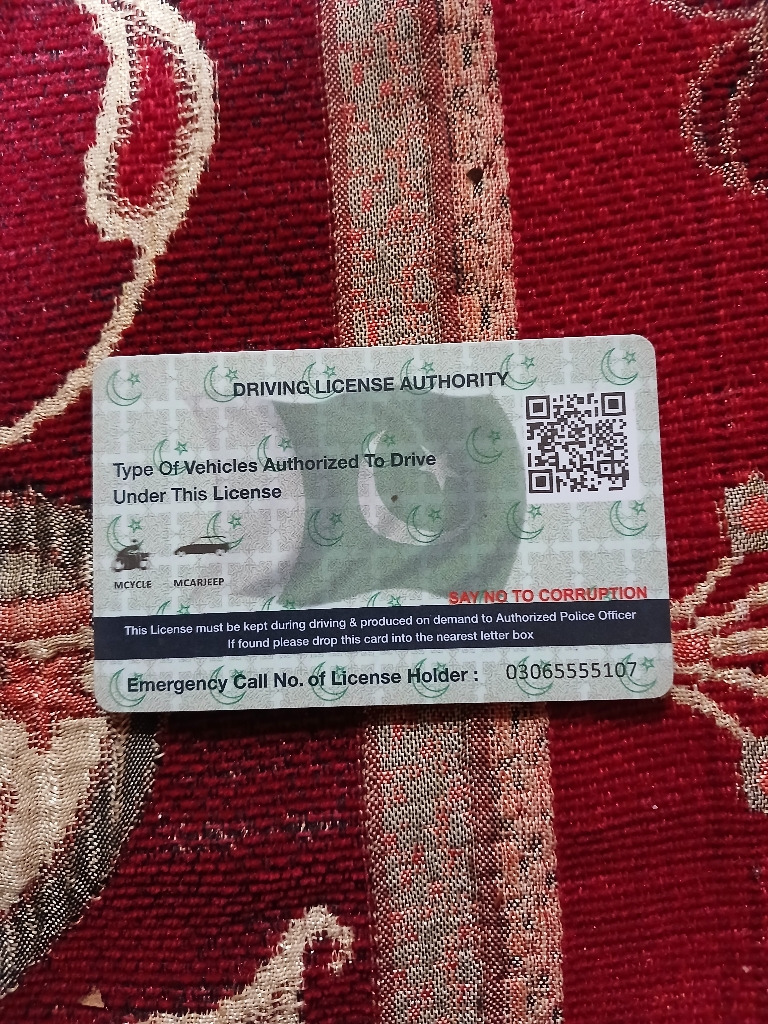 DRIVING LICENSE AUTHORITY
Type Of Vehicles Authorized To Drive
Under This License
MCYCLE MCARJEEP
SAY NO TO CORRUPTION
This License must be kept during driving & produced on demand to Authorized Police Officer
If found please drop this card into the nearest letter box
Emergency Call No. of License Holder : 03065555107